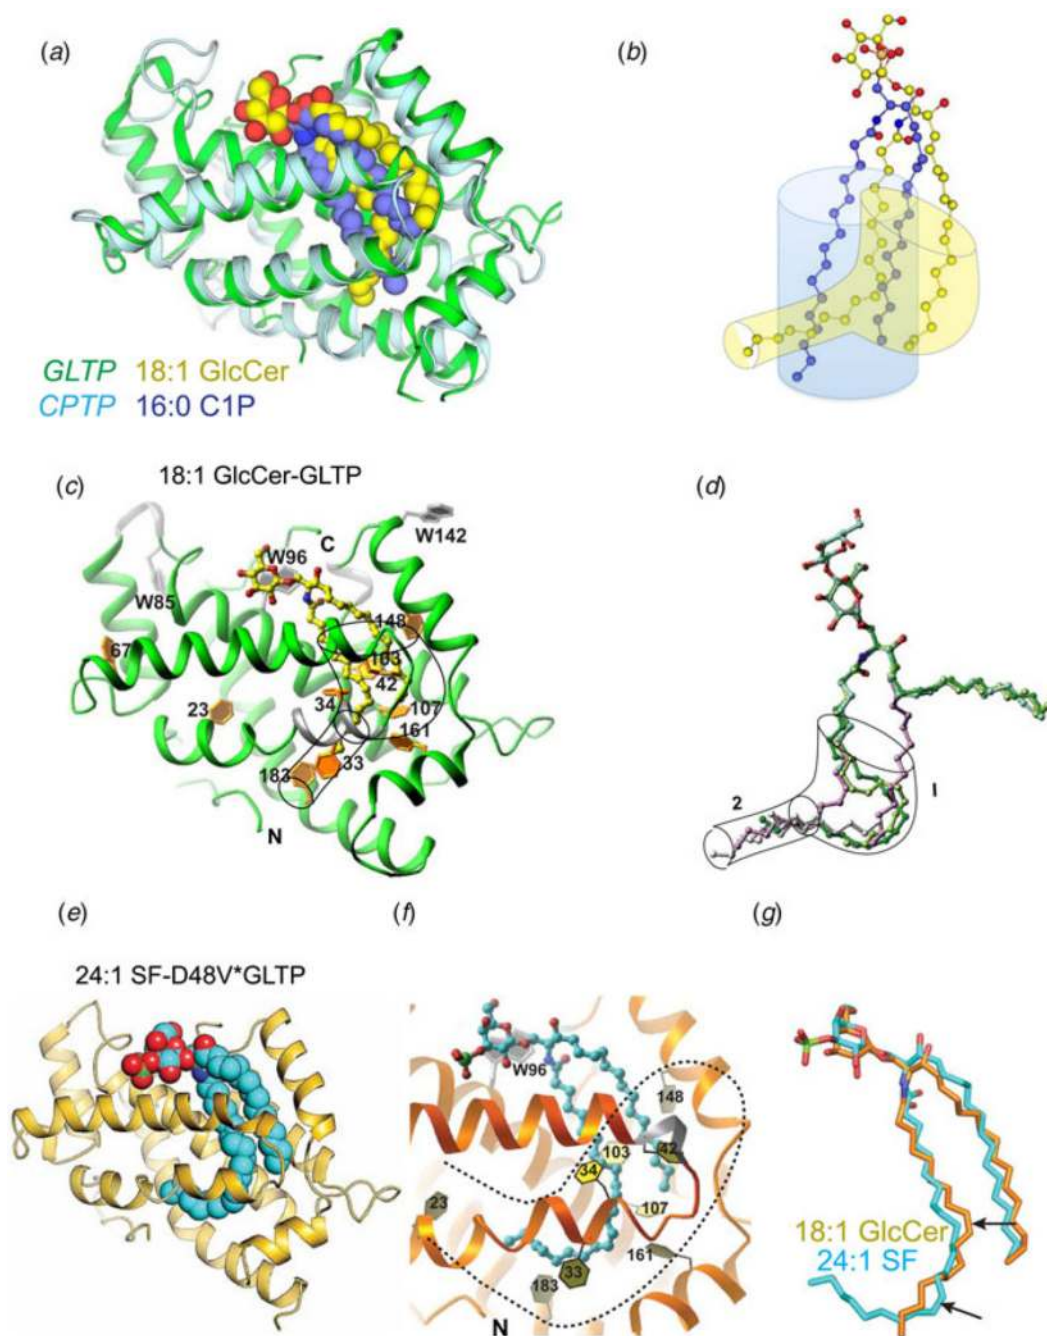 (a)
(b)
GLTP 18:1 GlcCer
CPTP 16:0 C1P
(c)
18:1 GlcCer-GLTP
(d)
W142
C
W96
W85
148
67
103
42
34
107
23
161
33
183
N
1
2
(e)
(f)
(g)
24:1 SF-D48V*GLTP
W96
148
103
42
34
107
23
161
33
183
N
18:1 GlcCer
24:1 SF